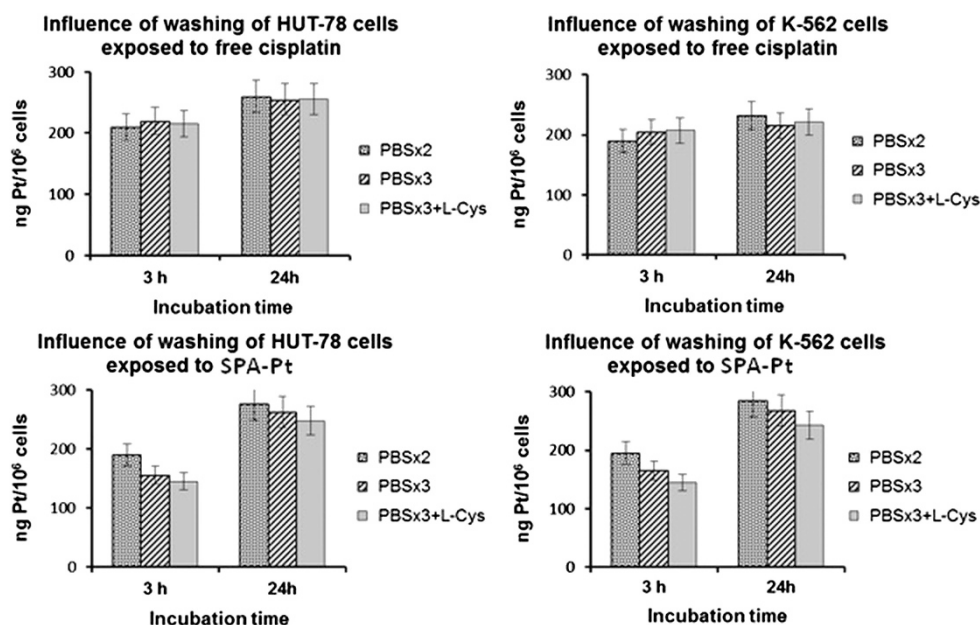 Influence of washing of HUT-78 cells
exposed to free cisplatin
300
200
100
0
ng Pt/10⁶ cells
3 h
24h
Incubation time
PBSx2
PBSx3
PBSx3+L-Cys
Influence of washing of K-562 cells
exposed to free cisplatin
300
200
100
0
ng Pt/10⁶ cells
3 h
24h
Incubation time
PBSx2
PBSx3
PBSx3+L-Cys
Influence of washing of HUT-78 cells
exposed to SPA-Pt
300
200
100
0
ng Pt/10⁶ cells
3 h
24h
Incubation time
PBSx2
PBSx3
PBSx3+L-Cys
Influence of washing of K-562 cells
exposed to SPA-Pt
300
200
100
0
ng Pt/10⁶ cells
3 h
24h
Incubation time
PBSx2
PBSx3
PBSx3+L-Cys